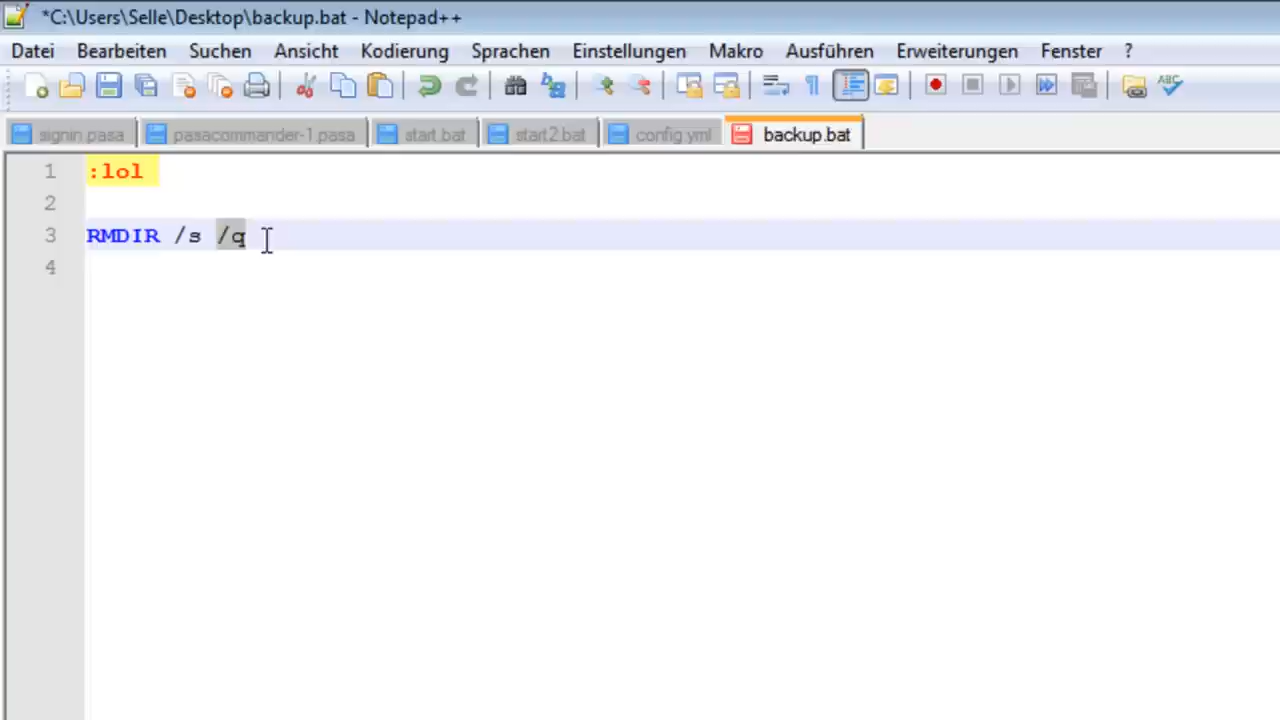 *C:\Users\Selle\Desktop\backup.bat - Notepad++
Datei Bearbeiten Suchen Ansicht Kodierung Sprachen Einstellungen Makro Ausführen Erweiterungen Fenster ?
ABC
signin.pasa pasacommander-1.pasa start.bat start2.bat config.yml backup.bat
1 :lol
2
3 RMDIR /s /q
4